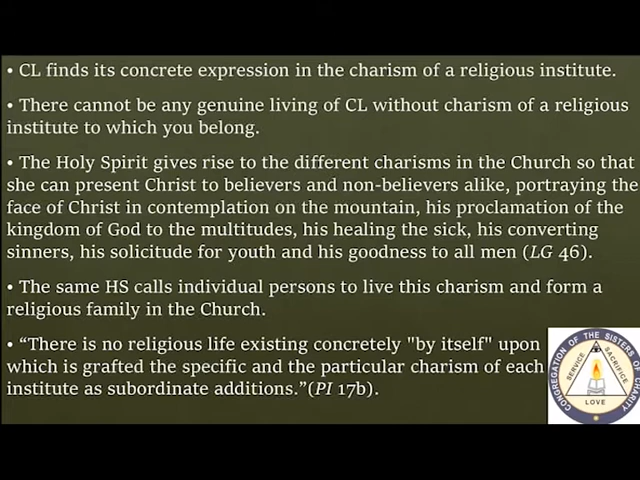 • CL finds its concrete expression in the charism of a religious institute.
• There cannot be any genuine living of CL without charism of a religious
institute to which you belong.
• The Holy Spirit gives rise to the different charisms in the Church so that
she can present Christ to believers and non-believers alike, portraying the
face of Christ in contemplation on the mountain, his proclamation of the
kingdom of God to the multitudes, his healing the sick, his converting
sinners, his solicitude for youth and his goodness to all men (LG 46).
• The same HS calls individual persons to live this charism and form a
religious family in the Church.
• “There is no religious life existing concretely "by itself" upon
which is grafted the specific and the particular charism of each
institute as subordinate additions.”(PI 17b).
CONGREGATION OF THE SISTERS OF CHARITY
SERVICE
SACRIFICE
LOVE